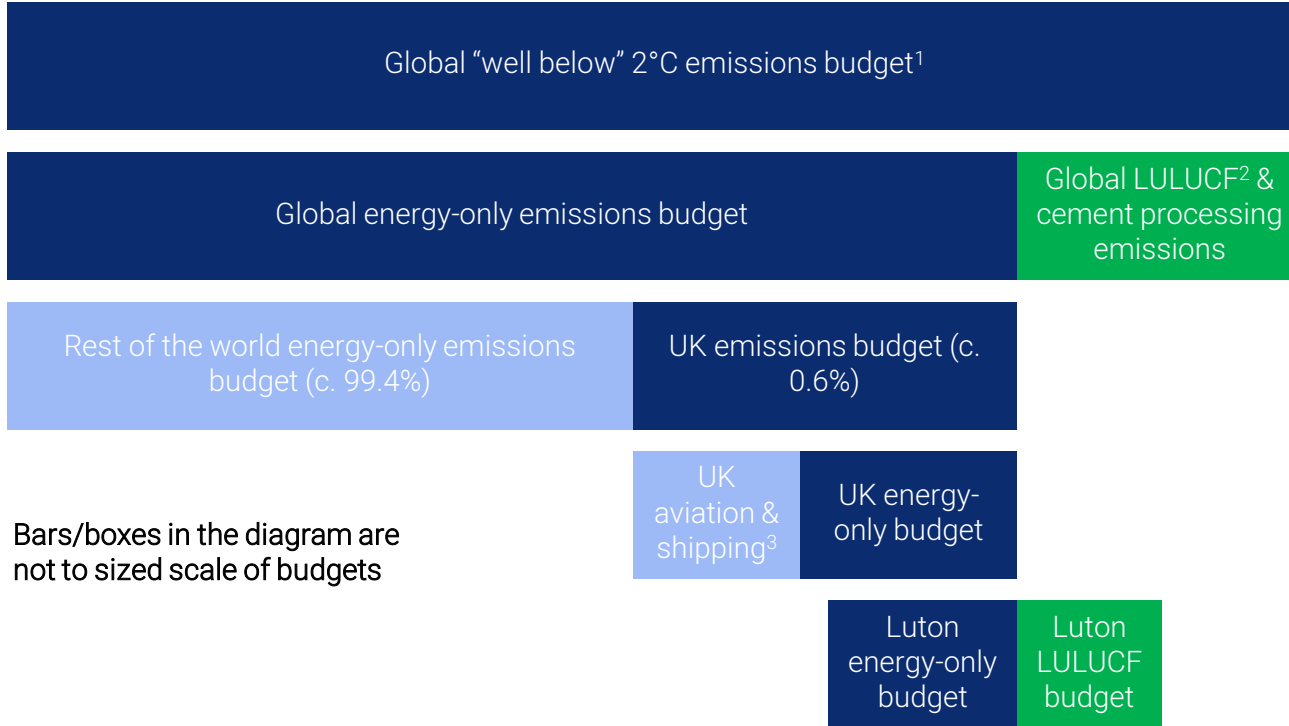 Global “well below” 2°C emissions budget¹
Global energy-only emissions budget
Global LULUCF² &
cement processing
emissions
Rest of the world energy-only emissions
budget (c. 99.4%)
UK emissions budget (c.
0.6%)
UK
aviation &
shipping³
UK energy-
only budget
Bars/boxes in the diagram are
not to sized scale of budgets
Luton
energy-only
budget
Luton
LULUCF
budget